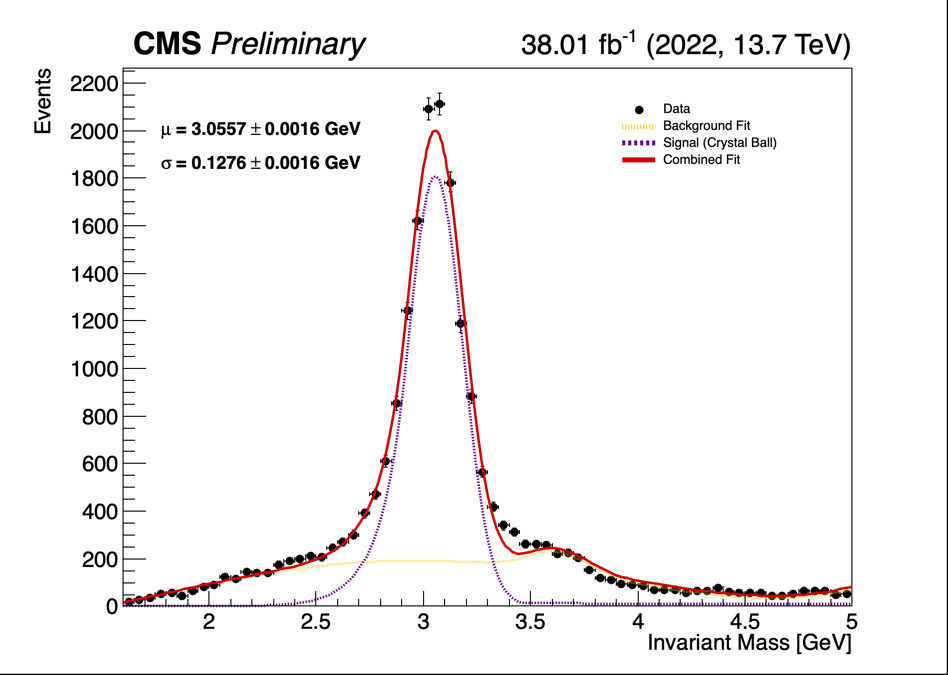 CMS Preliminary
38.01 fb⁻¹ (2022, 13.7 TeV)
Events
2200
2000
1800
1600
1400
1200
1000
800
600
400
200
0
μ = 3.0557 ± 0.0016 GeV
σ = 0.1276 ± 0.0016 GeV
Data
Background Fit
Signal (Crystal Ball)
Combined Fit
2 2.5 3 3.5 4 4.5 5
Invariant Mass [GeV]